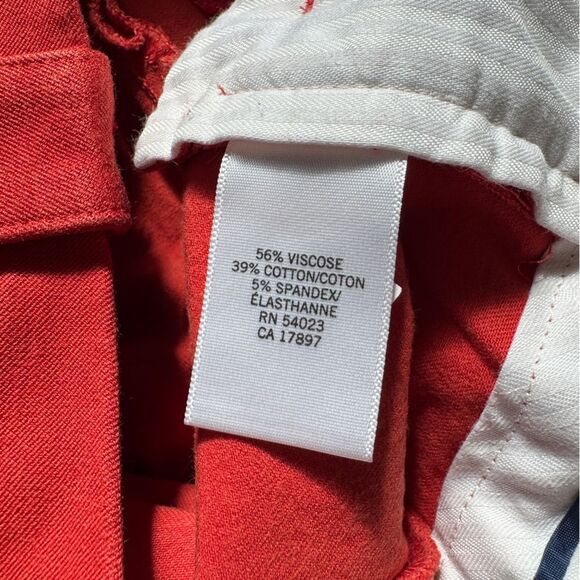 56% VISCOSE
39% COTTON/COTON
5% SPANDEX/
ÉLASTHANNE
RN 54023
CA 17897